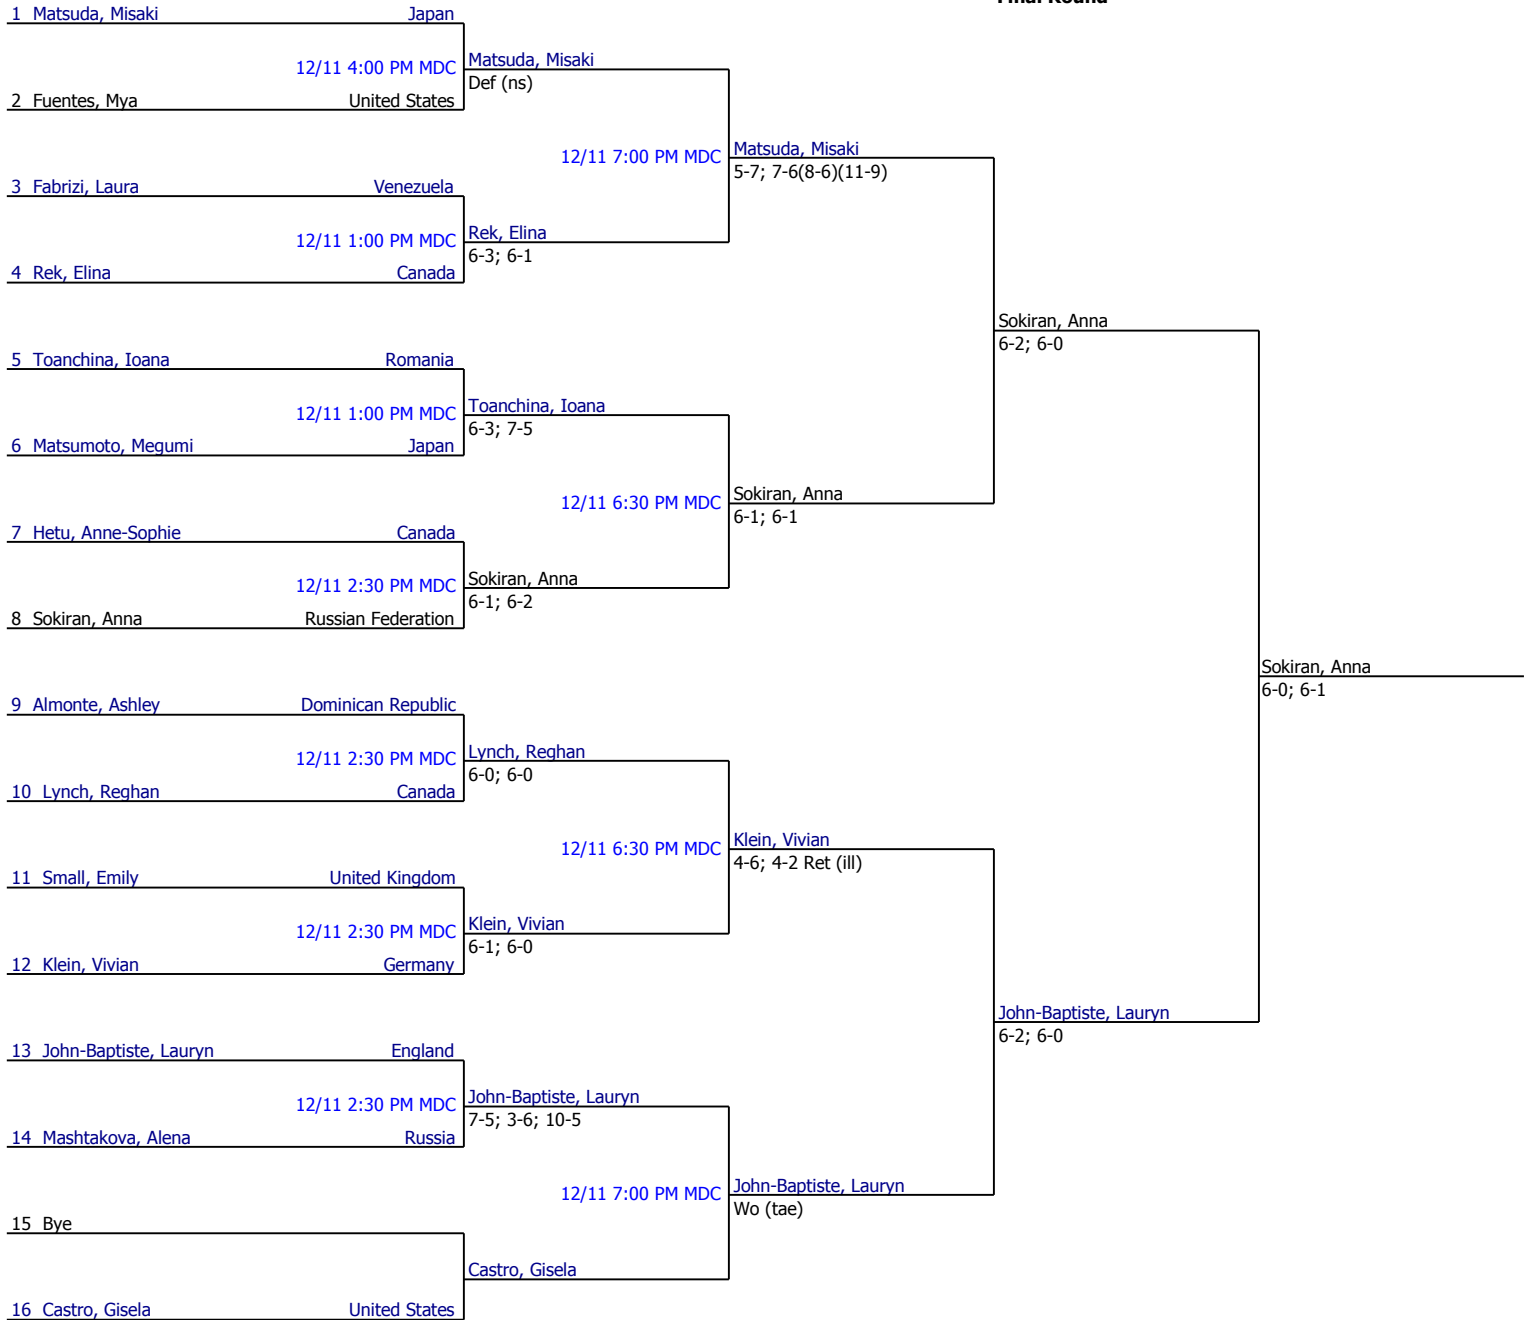 1 Matsuda, Misaki Japan
12/11 4:00 PM MDC
2 Fuentes, Mya United States
3 Fabrizi, Laura Venezuela
12/11 1:00 PM MDC
4 Rek, Elina Canada
5 Toanchina, Ioana Romania
12/11 1:00 PM MDC
6 Matsumoto, Megumi Japan
7 Hetu, Anne-Sophie Canada
12/11 2:30 PM MDC
8 Sokiran, Anna Russian Federation
9 Almonte, Ashley Dominican Republic
12/11 2:30 PM MDC
10 Lynch, Reghan Canada
11 Small, Emily United Kingdom
12/11 2:30 PM MDC
12 Klein, Vivian Germany
13 John-Baptiste, Lauryn England
12/11 2:30 PM MDC
14 Mashtakova, Alena Russia
15 Bye
16 Castro, Gisela United States
Matsuda, Misaki
Def (ns)
12/11 7:00 PM MDC
Rek, Elina
6-3; 6-1
Toanchina, Ioana
6-3; 7-5
12/11 6:30 PM MDC
Sokiran, Anna
6-1; 6-2
Lynch, Reghan
6-0; 6-0
12/11 6:30 PM MDC
Klein, Vivian
6-1; 6-0
John-Baptiste, Lauryn
7-5; 3-6; 10-5
12/11 7:00 PM MDC
Castro, Gisela
Matsuda, Misaki
5-7; 7-6(8-6)(11-9)
Sokiran, Anna
6-1; 6-1
Klein, Vivian
4-6; 4-2 Ret (ill)
John-Baptiste, Lauryn
Wo (tae)
Final Round
Sokiran, Anna
6-2; 6-0
John-Baptiste, Lauryn
6-2; 6-0
Sokiran, Anna
6-0; 6-1